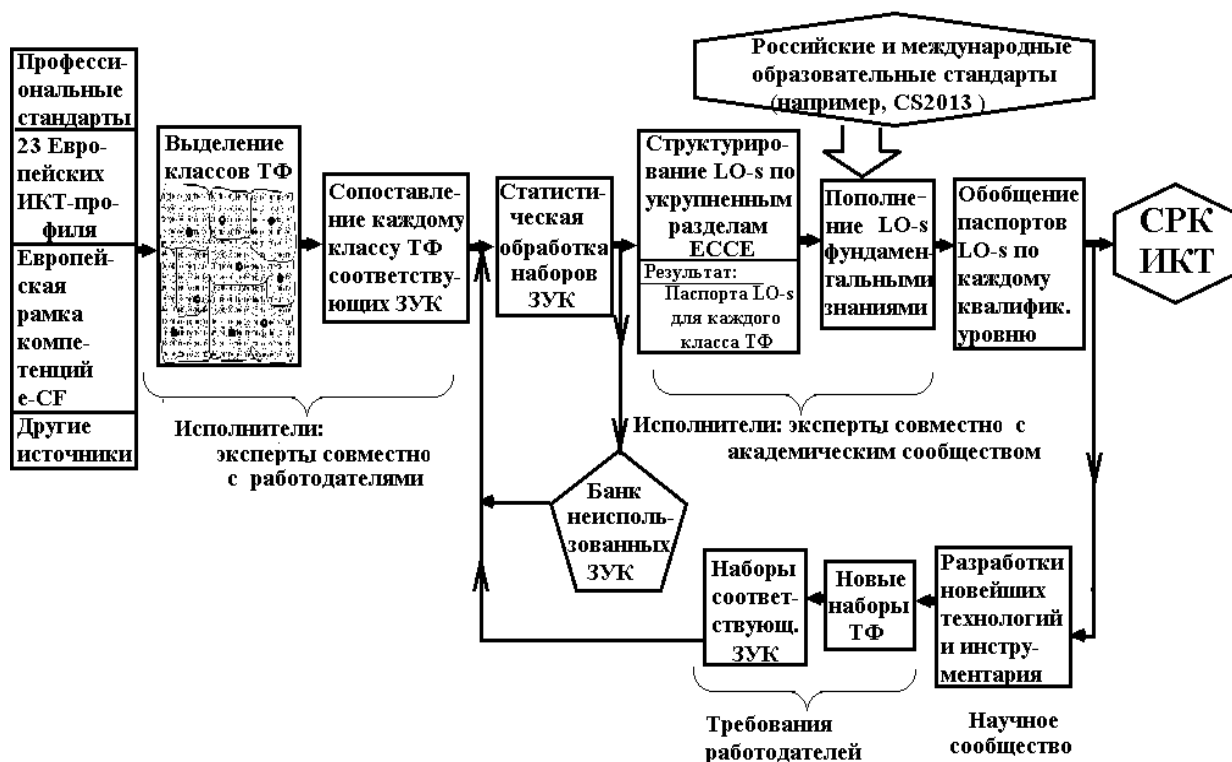 Профессии-
ональные
стандарты
23 Евро-
пейских
ИКТ-про-
филя
Европей-
ская
рамка
компе-
тенций
e-CF
Другие
источники
Выделение
классов ТФ
Сопоставле-
ние каждому
классу ТФ
соответству-
ющих ЗУК
Статисти-
ческая
обработка
наборов
ЗУК
Российские и международные
образовательные стандарты
(например, CS2013 )
Структуриро-
вание LO-s по
укрупненным
разделам
ECCE
Результат:
Паспорта LO-s
для каждого
класса ТФ
Пополне-
ние LO-s
фундамен-
тальными
знаниями
Обобщение
паспортов
LO-s по
каждому
квалифик.
уровню
СРК
ИКТ
Исполнители:
эксперты совместно
с работодателями
Исполнители: эксперты совместно с
академическим сообществом
Банк
неисполь-
зованных
ЗУК
Наборы
соответ-
ствующ.
ЗУК
Новые
наборы
ТФ
Разработки
новейших
технологий
и инстру-
ментария
Требования
работодателей
Научное
сообщество